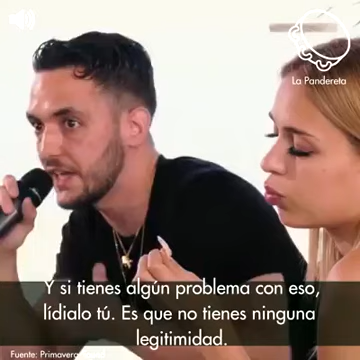 La Pandereta
Y si tienes algún problema con eso,
lídialo tú. Es que no tienes ninguna
legitimidad.
Fuente: Primavera